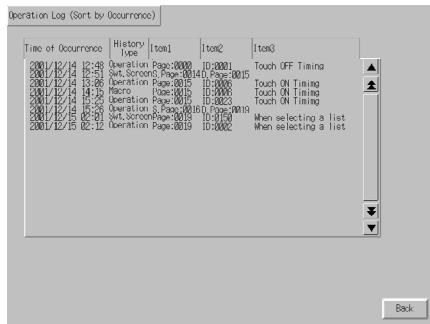 Operation Log (Sort by Occurrence)
Time of Occurrence History Type Item1 Item2 Item3
2001/12/14 12:48 Operation Page:0000 ID:0001 Touch OFF Timing
2001/12/14 12:51 Swt.Screen S.Page:0014 D.Page:0015
2001/12/14 13:06 Operation Page:0015 ID:0006 Touch ON Timimg
2001/12/14 14:15 Macro Page:0015 ID:0006 Touch ON Timimg
2001/12/14 15:25 Operation Page:0015 ID:0023 Touch ON Timimg
2001/12/14 15:26 Operation S.Page:0016 D.Page:0019
2001/12/15 02:01 Swt.Screen Page:0019 ID:0150 When selecting a list
2001/12/15 02:12 Operation Page:0019 ID:0002 When selecting a list
Back